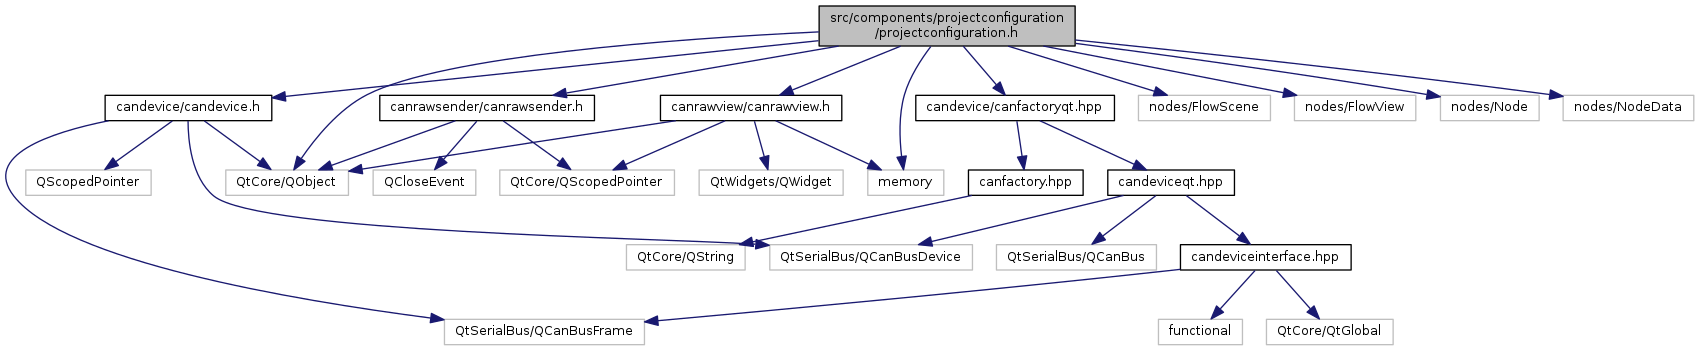 src/components/projectconfiguration
/projectconfiguration.h
candevice/candevice.h
canrawsender/canrawsender.h
canrawview/canrawview.h
candevice/canfactoryqt.hpp
nodes/FlowScene
nodes/FlowView
nodes/Node
nodes/NodeData
QScopedPointer
QtCore/QObject
QCloseEvent
QtCore/QScopedPointer
QtWidgets/QWidget
memory
canfactory.hpp
candeviceqt.hpp
QtCore/QString
QtSerialBus/QCanBusDevice
QtSerialBus/QCanBus
candeviceinterface.hpp
QtSerialBus/QCanBusFrame
functional
QtCore/QtGlobal